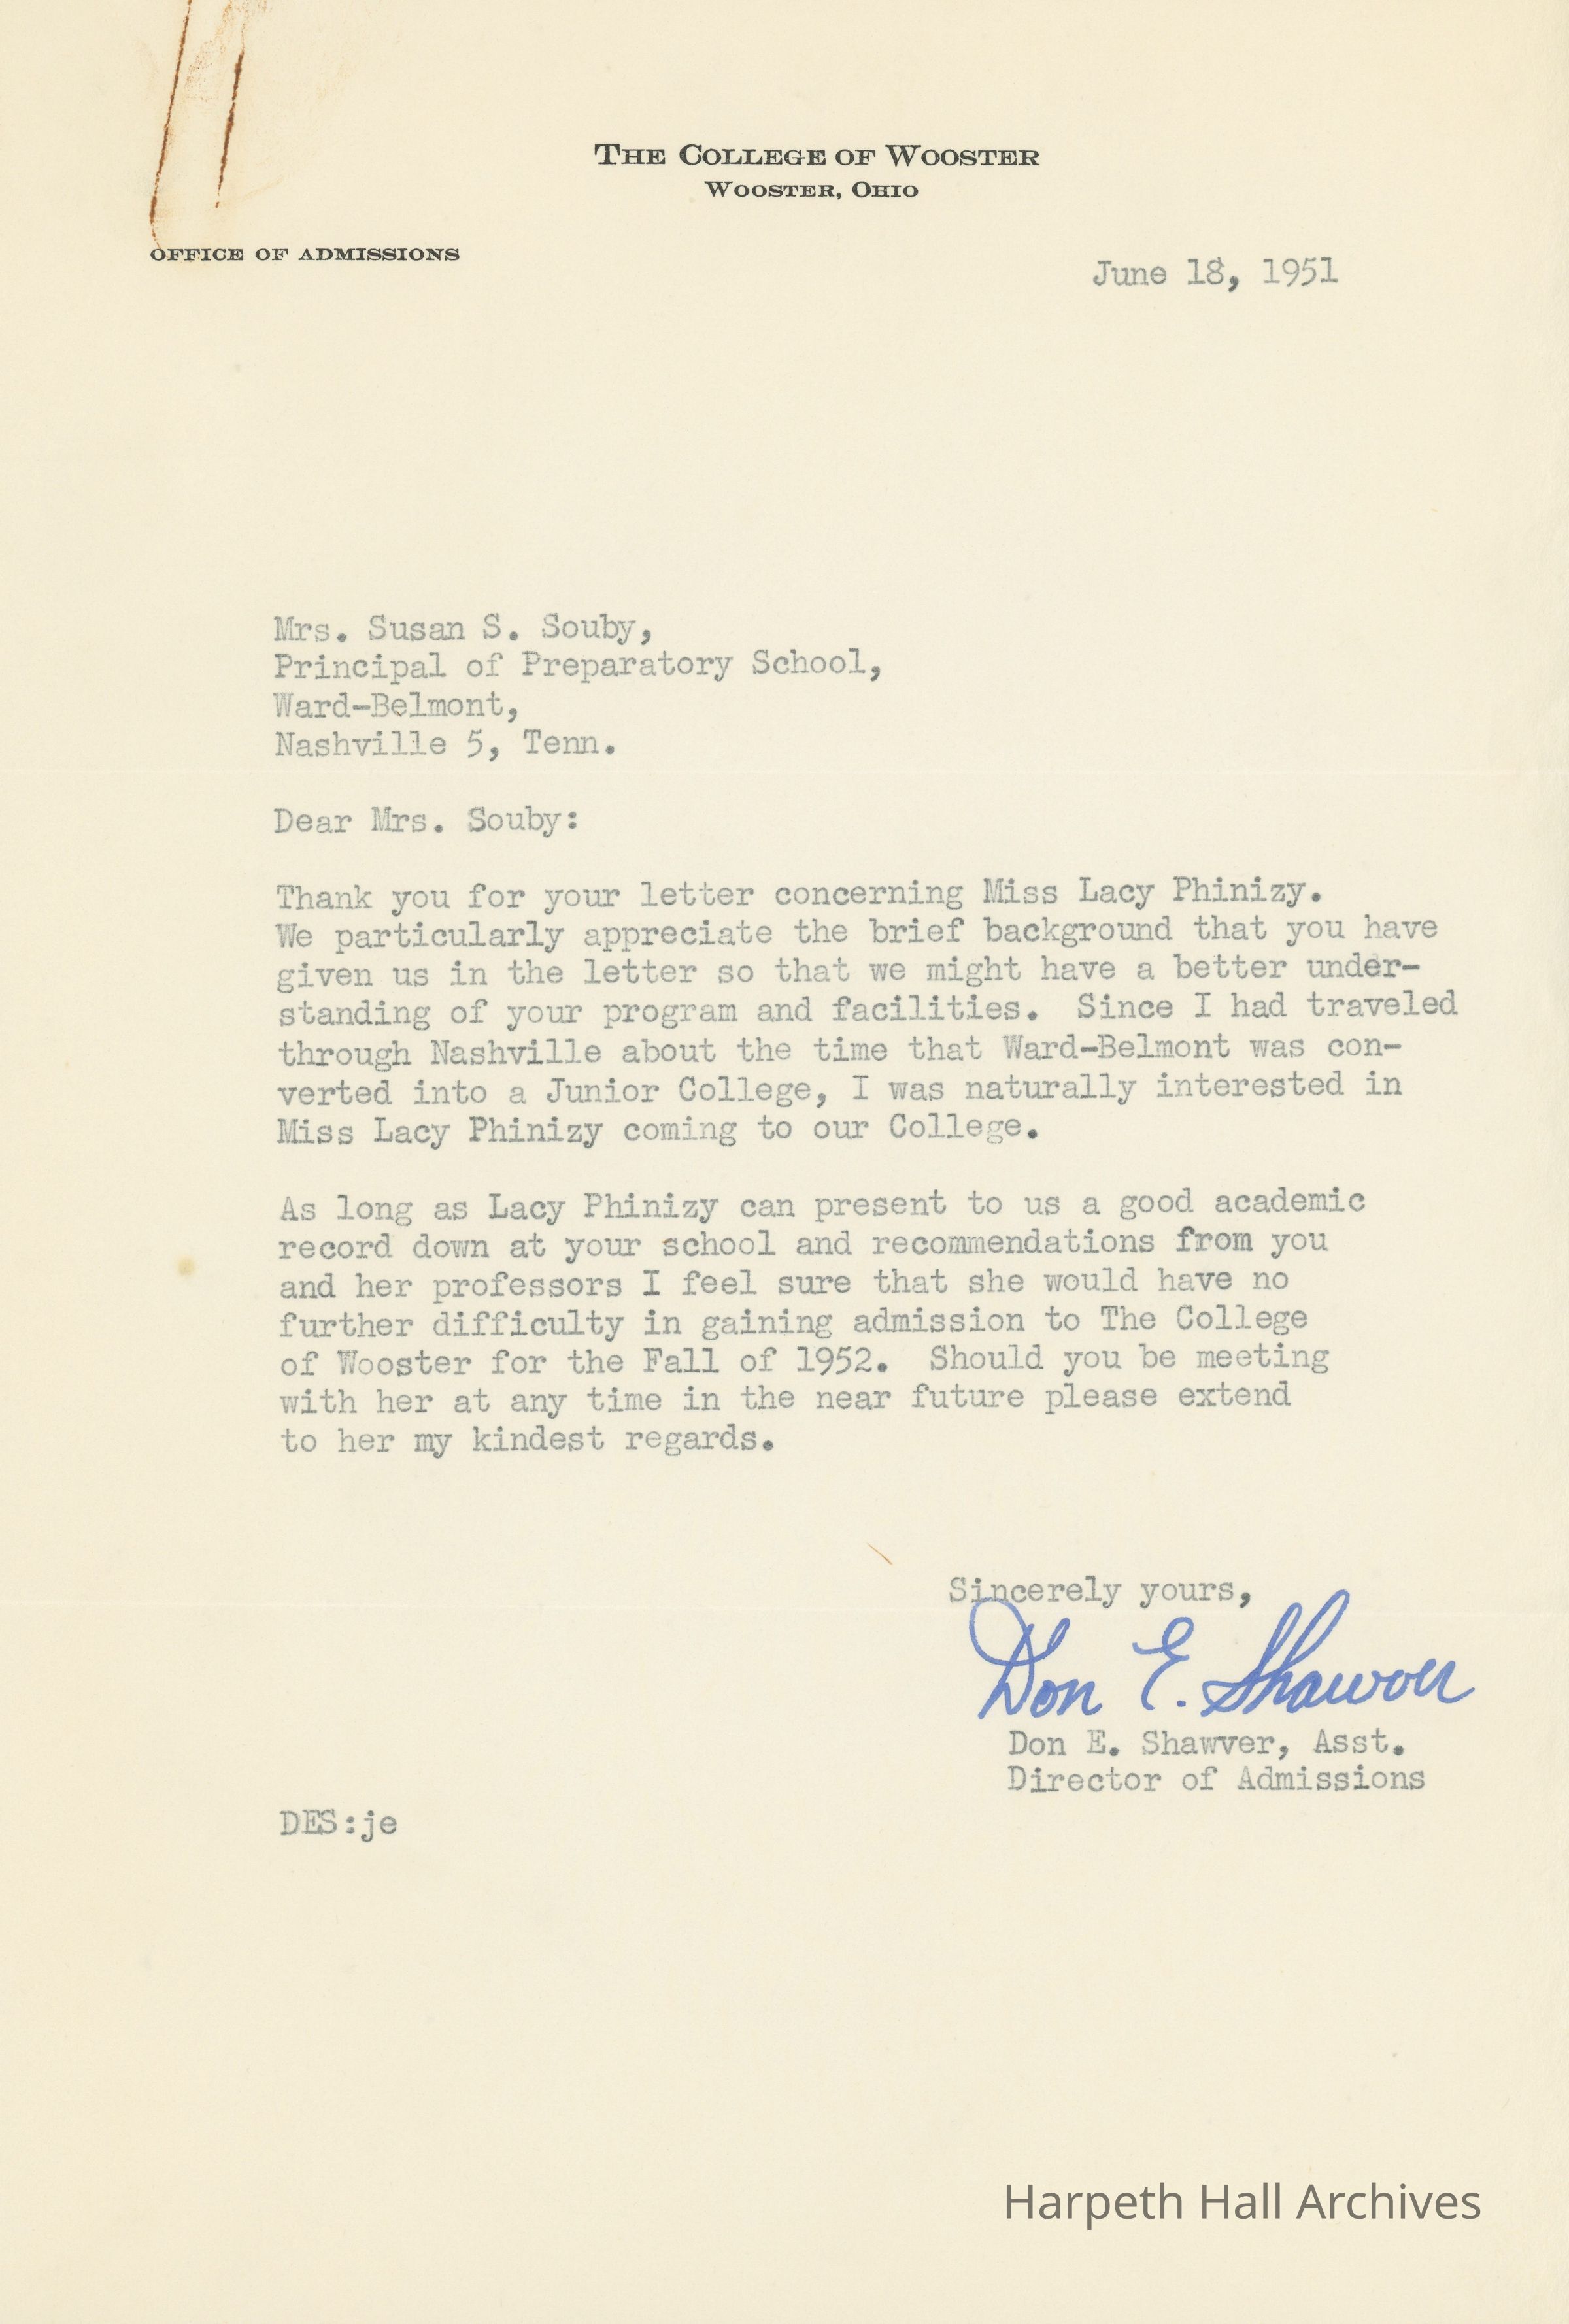 THE COLLEGE OF WOOSTER
WOOSTER, OHIO
OFFICE OF ADMISSIONS
June 18, 1951
Mrs. Susan S. Souby,
Principal of Preparatory School,
Ward-Belmont,
Nashville 5, Tenn.
Dear Mrs. Souby:
Thank you for your letter concerning Miss Lacy Phinizy.
We particularly appreciate the brief background that you have
given us in the letter so that we might have a better under-
standing of your program and facilities.  Since I had traveled
through Nashville about the time that Ward-Belmont was con-
verted into a Junior College, I was naturally interested in
Miss Lacy Phinizy coming to our College.
As long as Lacy Phinizy can present to us a good academic
record down at your school and recommendations from you
and her professors I feel sure that she would have no
further difficulty in gaining admission to The College
of Wooster for the Fall of 1952.  Should you be meeting
with her at any time in the near future please extend
to her my kindest regards.
Sincerely yours,
Don E. Shawver
Don E. Shawver, Asst.
Director of Admissions
DES:je
Harpeth Hall Archives